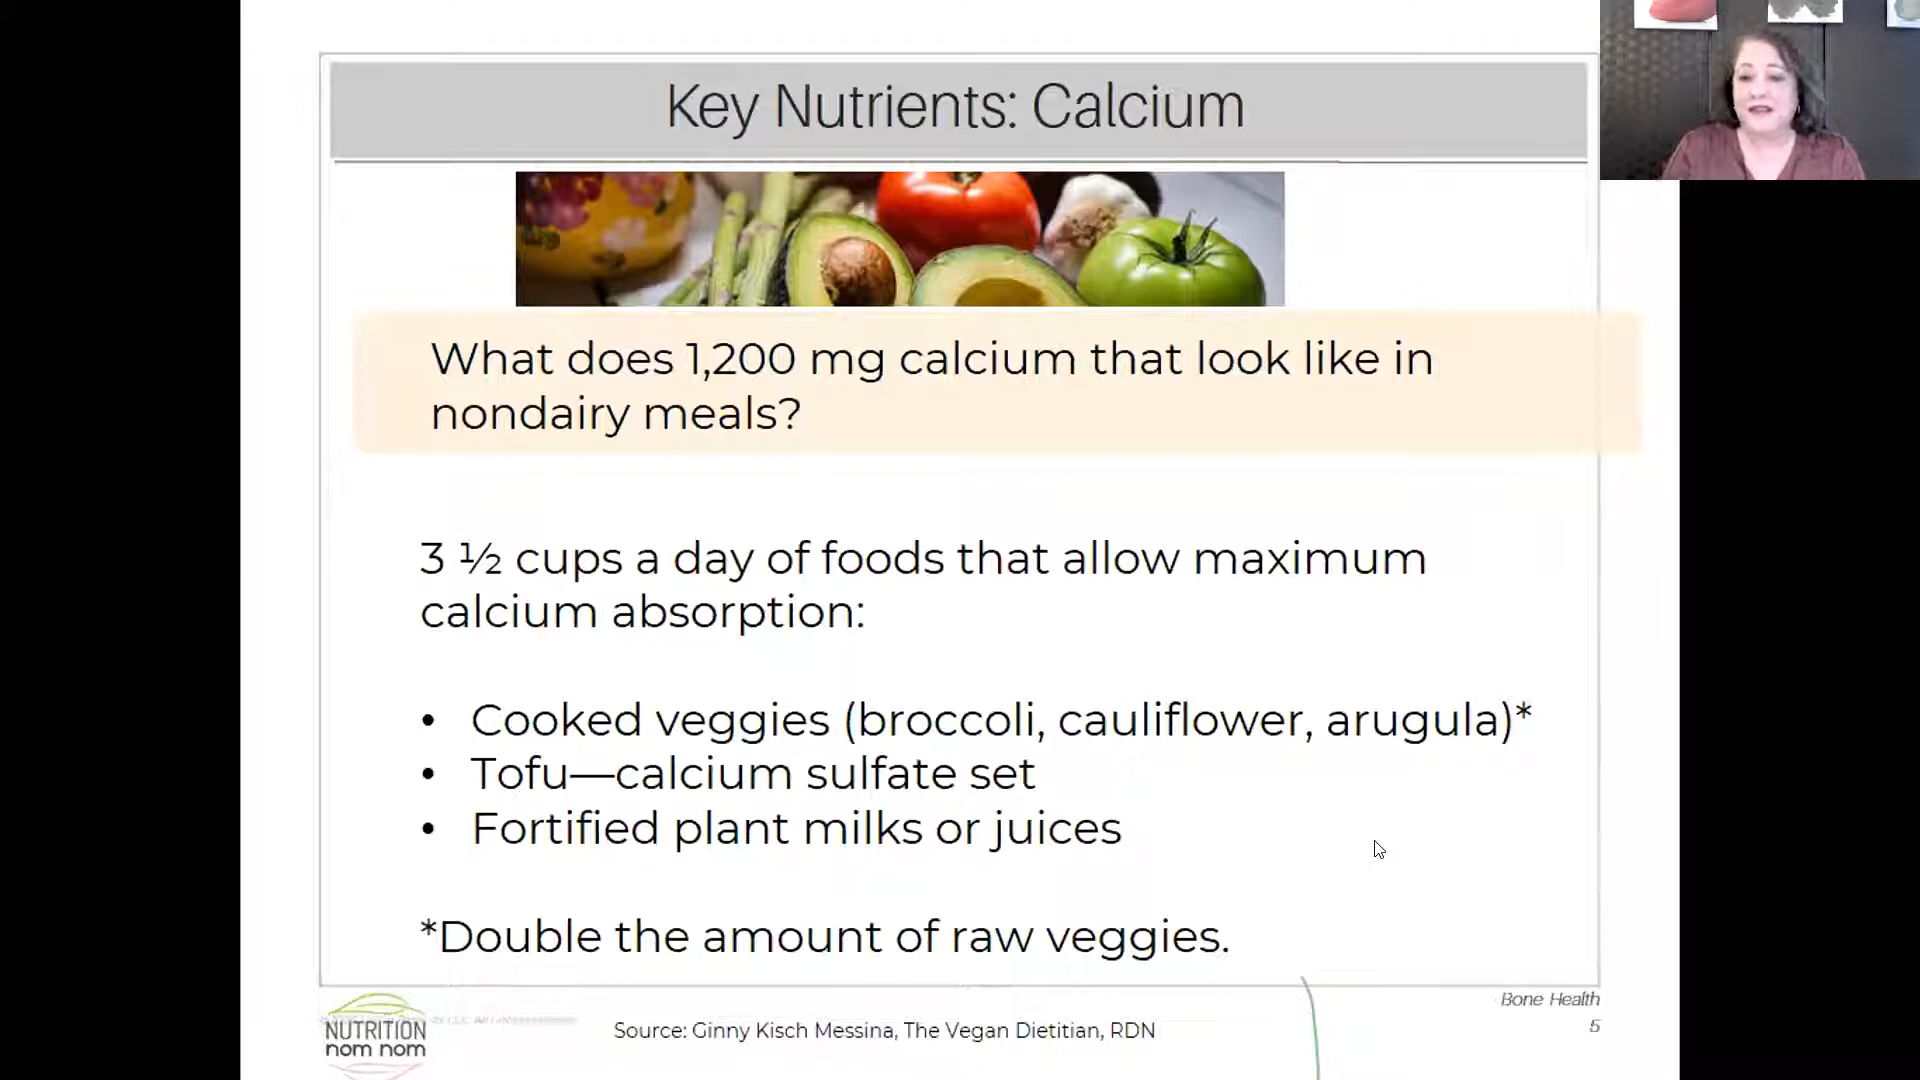 Key Nutrients: Calcium
What does 1,200 mg calcium that look like in
nondairy meals?
3 ½ cups a day of foods that allow maximum
calcium absorption:
• Cooked veggies (broccoli, cauliflower, arugula)*
• Tofu—calcium sulfate set
• Fortified plant milks or juices
*Double the amount of raw veggies.
Bone Health
5
NUTRITION
nom nom
Source: Ginny Kisch Messina, The Vegan Dietitian, RDN